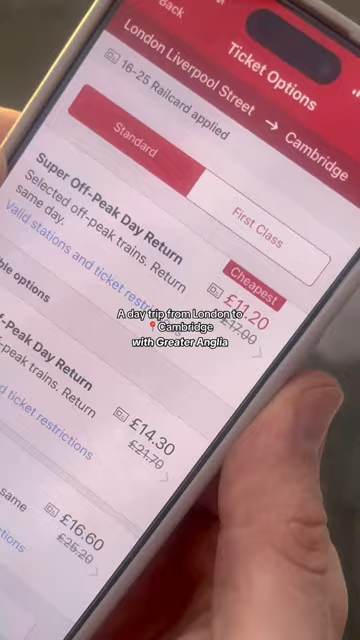 Back
Ticket Options
London Liverpool Street → Cambridge
16-25 Railcard applied
Standard
First Class
Super Off-Peak Day Return
Selected off-peak trains. Return
same day.
Valid stations and ticket restri
Cheapest
£11.20
£17.00
A day trip from London to
📍Cambridge
with Greater Anglia
ble options
f-Peak Day Return
-peak trains. Return
d ticket restrictions
£14.30
£21.70
same
ctions
£16.60
£25.20